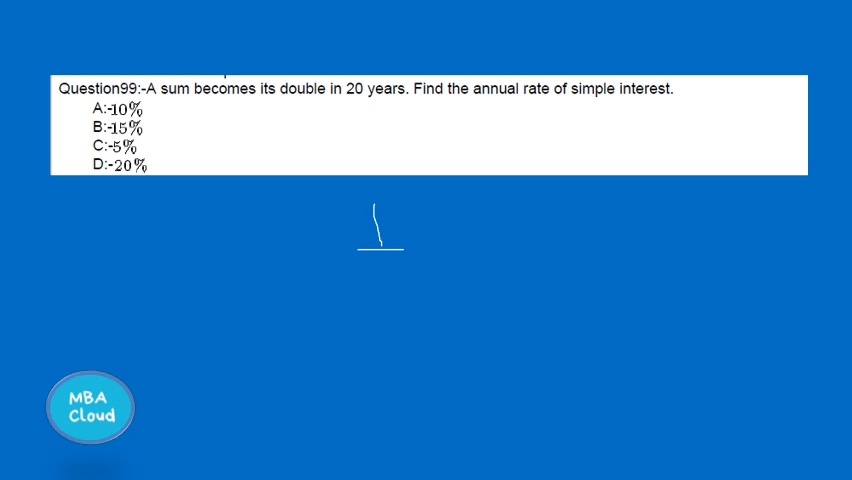 Question99:-A sum becomes its double in 20 years. Find the annual rate of simple interest.
A:-10%
B:-15%
C:-5%
D:-20%
MBA
Cloud